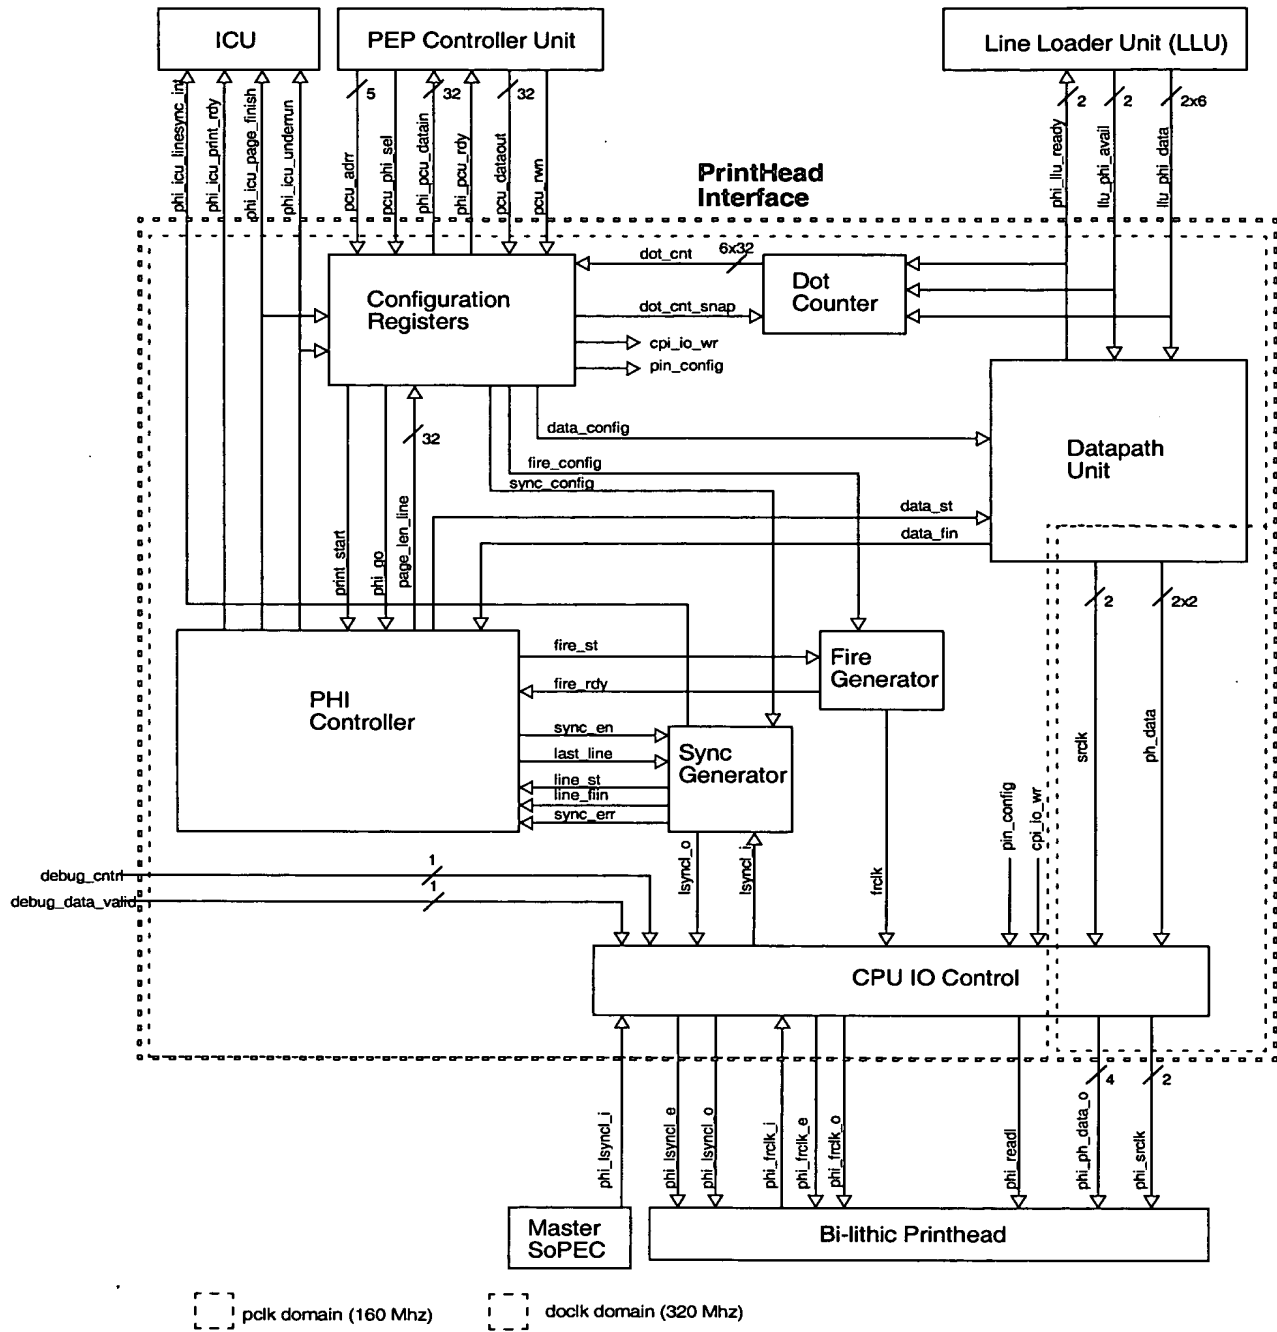 ICU
PEP Controller Unit
Line Loader Unit (LLU)
5
32
32
2
2
2x6
phi_icu_linesync_int
phi_icu_print_rdy
phi_icu_page_finish
phi_icu_underrun
pcu_adrr
pcu_phi_sel
phi_pcu_datain
phi_pcu_rdy
pcu_dataout
pcu_rwn
phi_llu_ready
llu_phi_avail
llu_phi_data
PrintHead
Interface
Configuration
Registers
dot_cnt
6x32
dot_cnt_snap
cpi_io_wr
pin_config
Dot
Counter
32
data_config
fire_config
sync_config
Datapath
Unit
data_st
data_fin
print_start
phi_go
page_len_line
2
2x2
PHI
Controller
fire_st
fire_rdy
Fire
Generator
sync_en
last_line
line_st
line_fiin
sync_err
Sync
Generator
srclk
ph_data
lsyncl_o
lsyncl_i
frclk
pin_config
cpi_io_wr
debug_cntrl
1
debug_data_valid
1
CPU IO Control
phi_lsyncl_i
phi_lsyncl_e
phi_lsyncl_o
phi_frclk_i
phi_frclk_e
phi_frclk_o
phi_readl
4
phi_ph_data_o
2
phi_srclk
Master
SoPEC
Bi-lithic Printhead
pclk domain (160 Mhz)
doclk domain (320 Mhz)